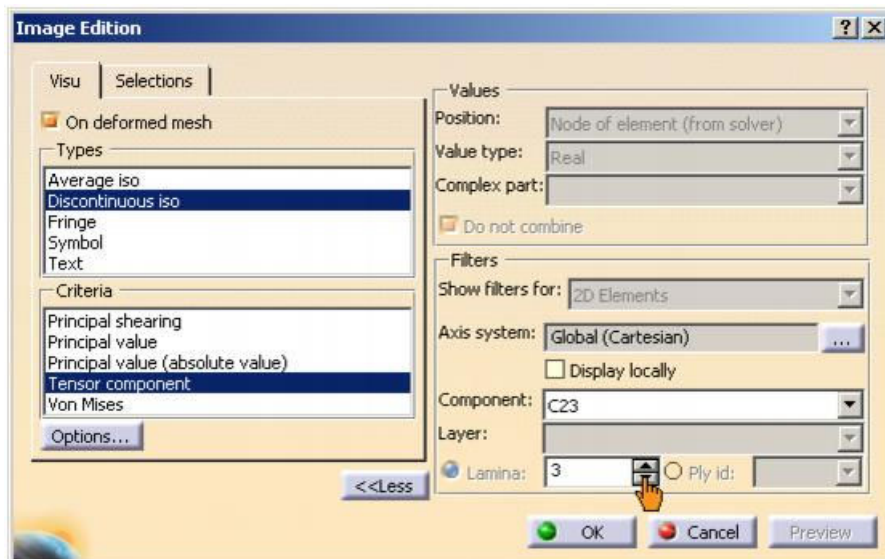 Image Edition
Visu
Selections
On deformed mesh
Types
Average iso
Discontinuous iso
Fringe
Symbol
Text
Criteria
Principal shearing
Principal value
Principal value (absolute value)
Tensor component
Von Mises
Options...
<<Less
Values
Position: Node of element (from solver)
Value type: Real
Complex part:
Do not combine
Filters
Show filters for: 2D Elements
Axis system: Global (Cartesian) ...
Display locally
Component: C23
Layer:
Lamina: 3 Ply id:
OK Cancel Preview